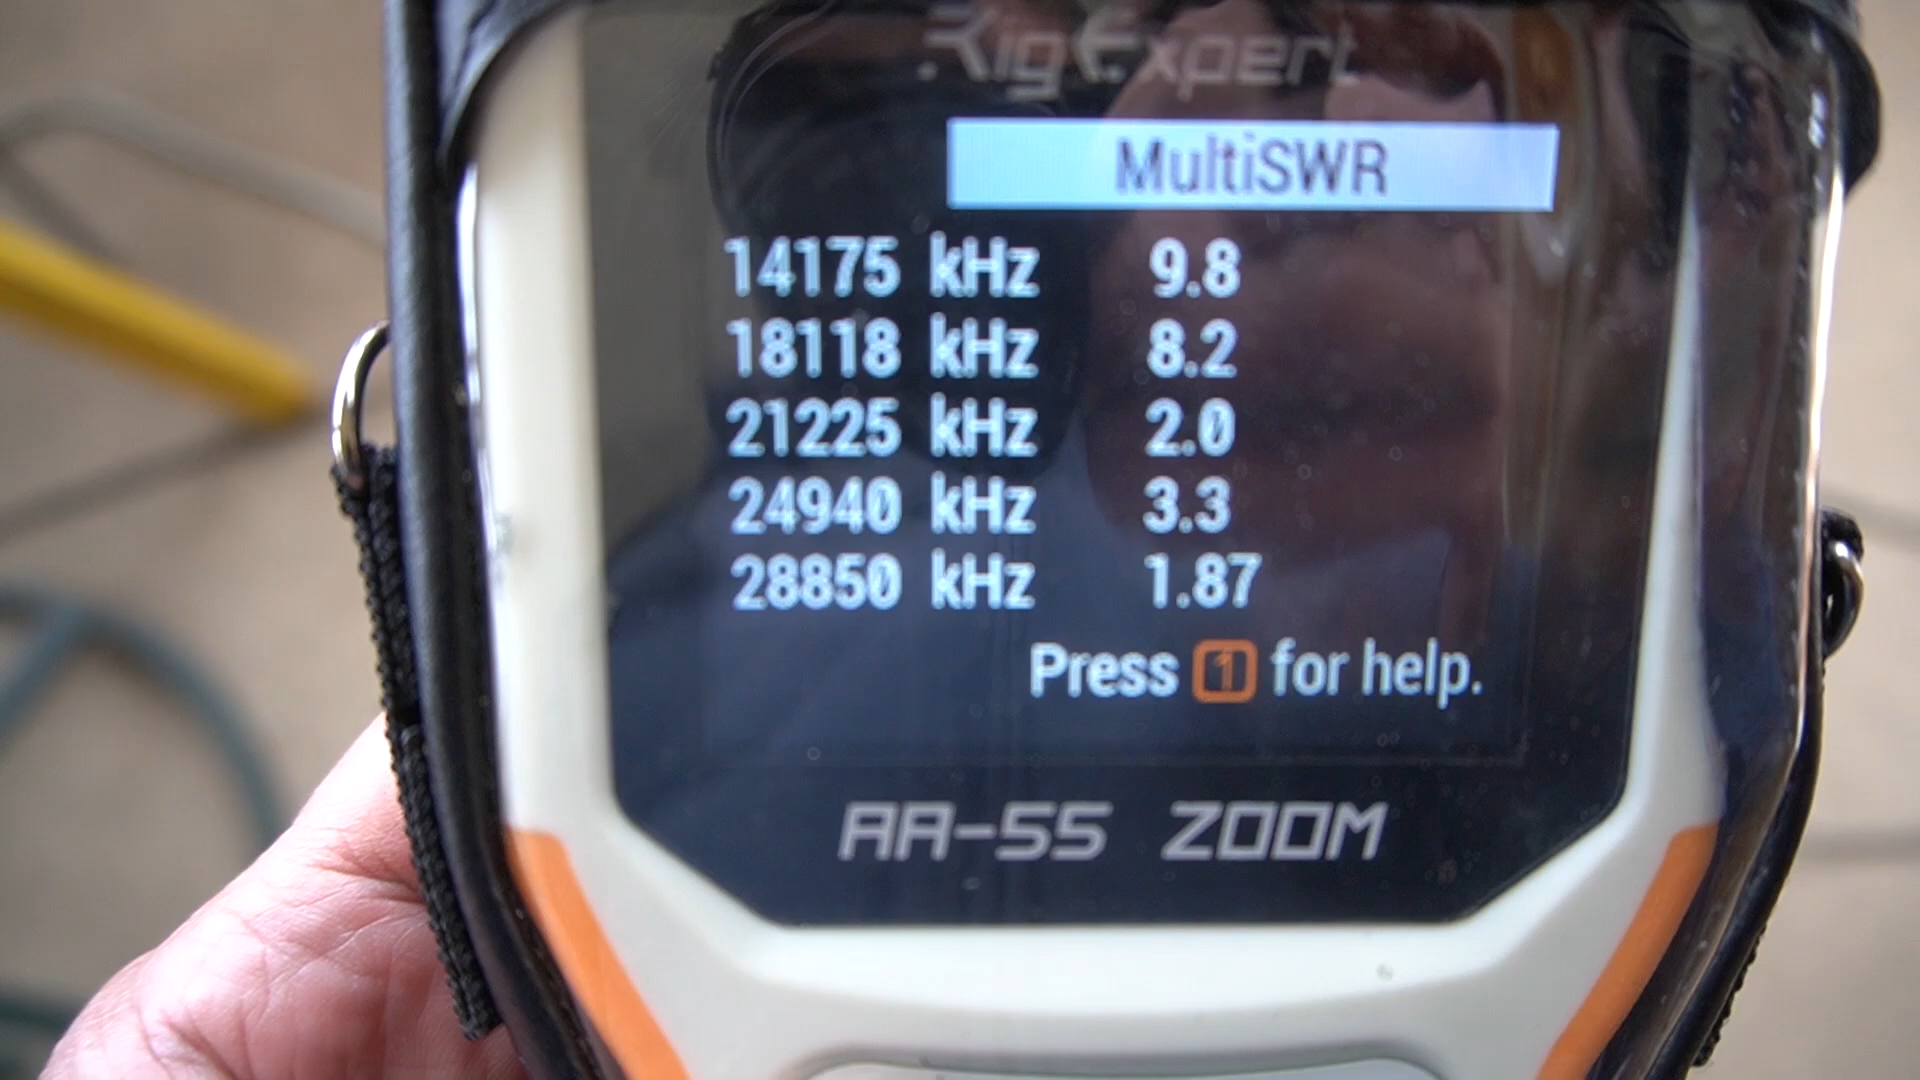 RigExpert
MultiSWR
14175 kHz 9.8
18118 kHz 8.2
21225 kHz 2.0
24940 kHz 3.3
28850 kHz 1.87
Press 1 for help.
AA-55 ZOOM